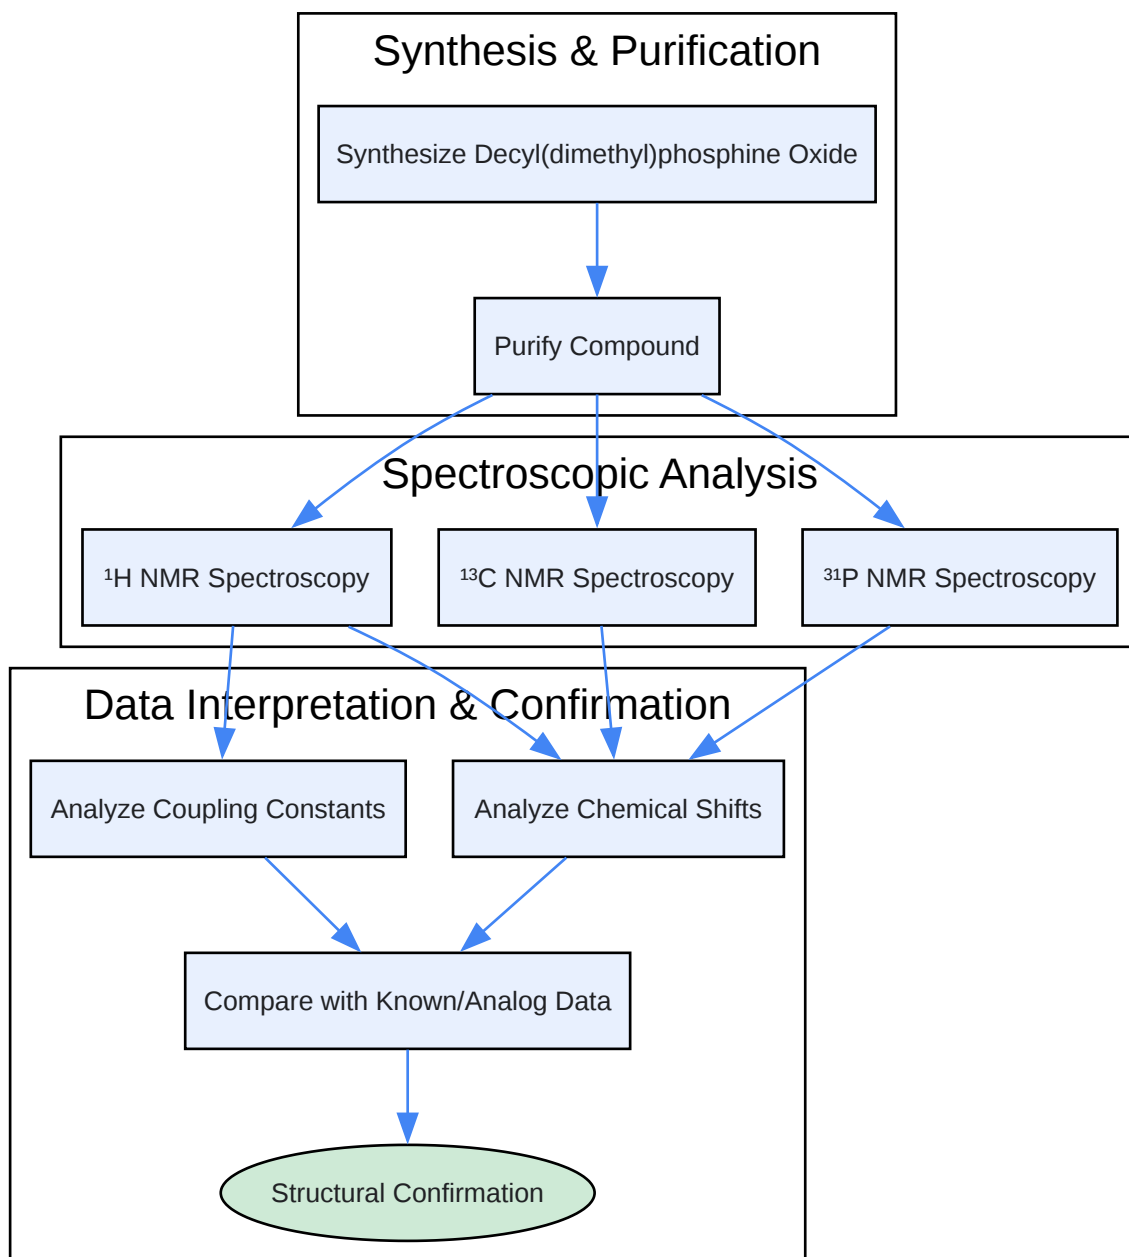 Synthesis & Purification
Synthesize Decyl(dimethyl)phosphine Oxide
Purify Compound
Spectroscopic Analysis
¹H NMR Spectroscopy
¹³C NMR Spectroscopy
³¹P NMR Spectroscopy
Data Interpretation & Confirmation
Analyze Coupling Constants
Analyze Chemical Shifts
Compare with Known/Analog Data
Structural Confirmation